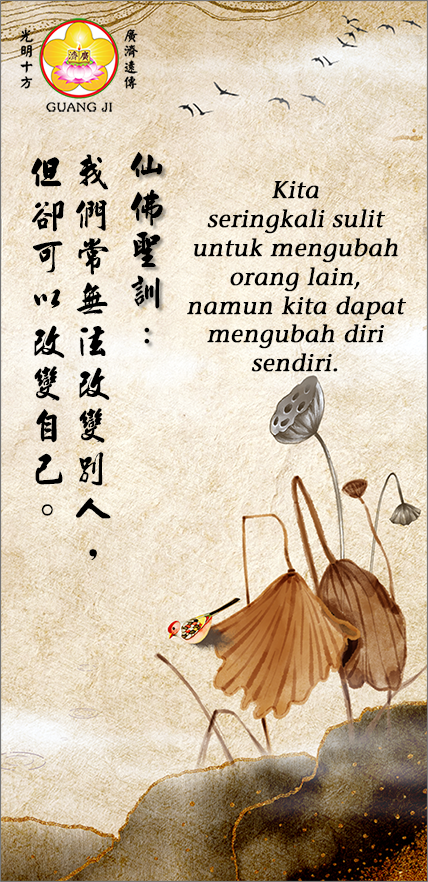 光明十方
廣濟遠傳
廣濟
GUANG JI
仙佛聖訓：
我們常無法改變別人，
但卻可以改變自己。
Kita
seringkali sulit
untuk mengubah
orang lain,
namun kita dapat
mengubah diri
sendiri.